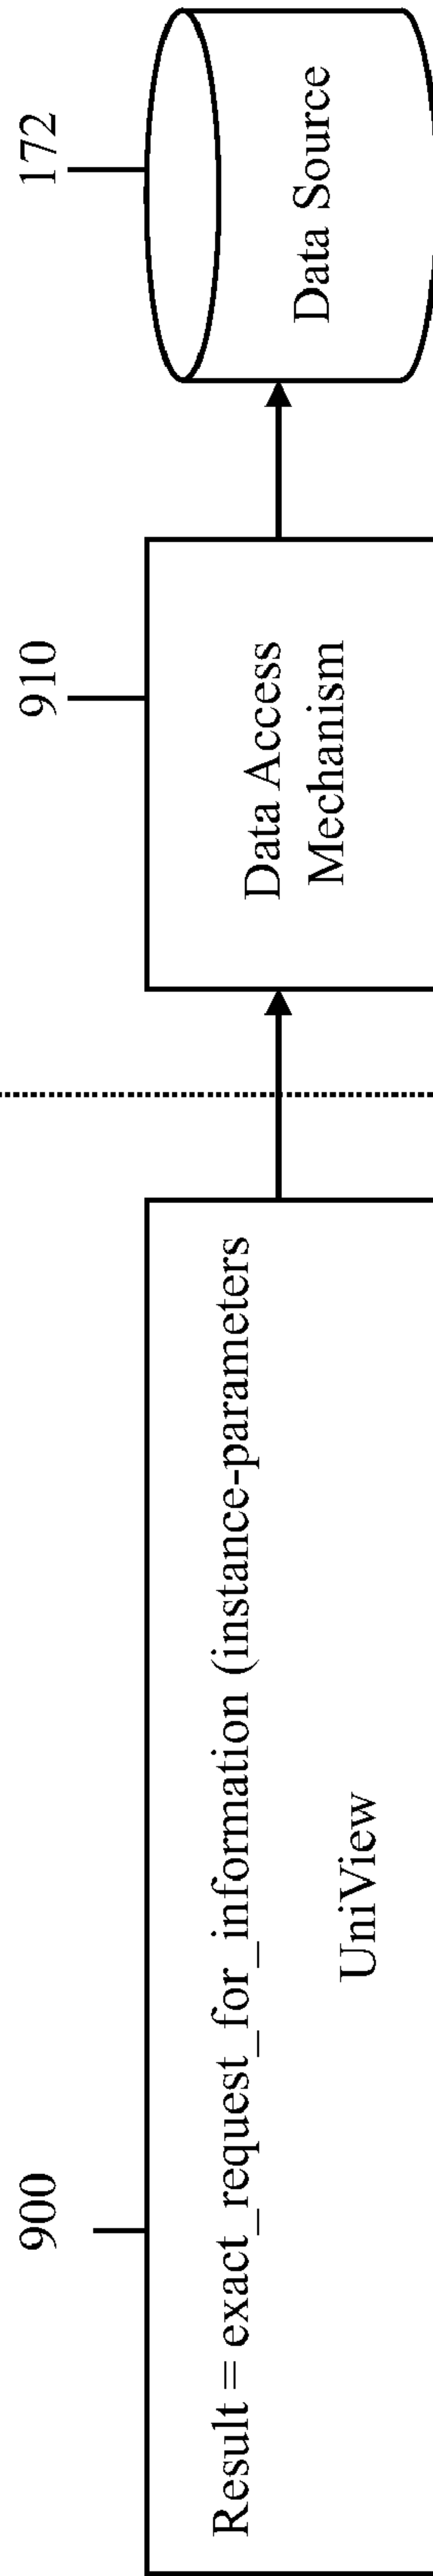 900
910
172
Result = exact_request_for_information (instance-parameters
UniView
Data Access
Mechanism
Data Source